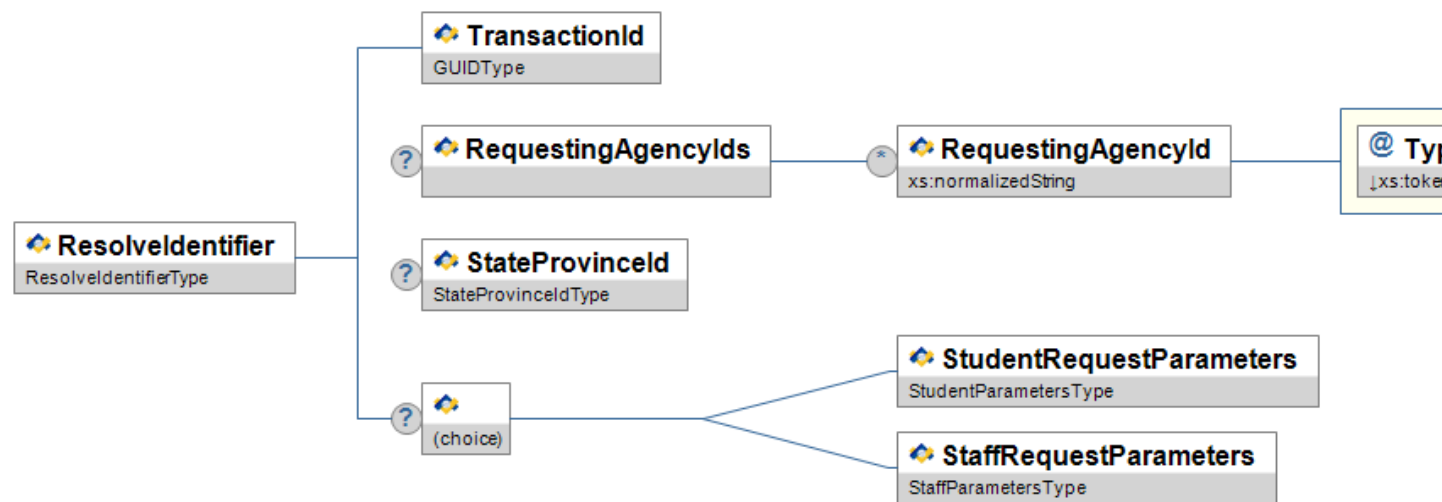 TransactionId
GUIDType
?
RequestingAgencyIds
*
RequestingAgencyId
xs:normalizedString
@
?
StateProvinceId
StateProvinceIdType
ResolveIdentifier
ResolveIdentifierType
?
(choice)
StudentRequestParameters
StudentParametersType
StaffRequestParameters
StaffParametersType